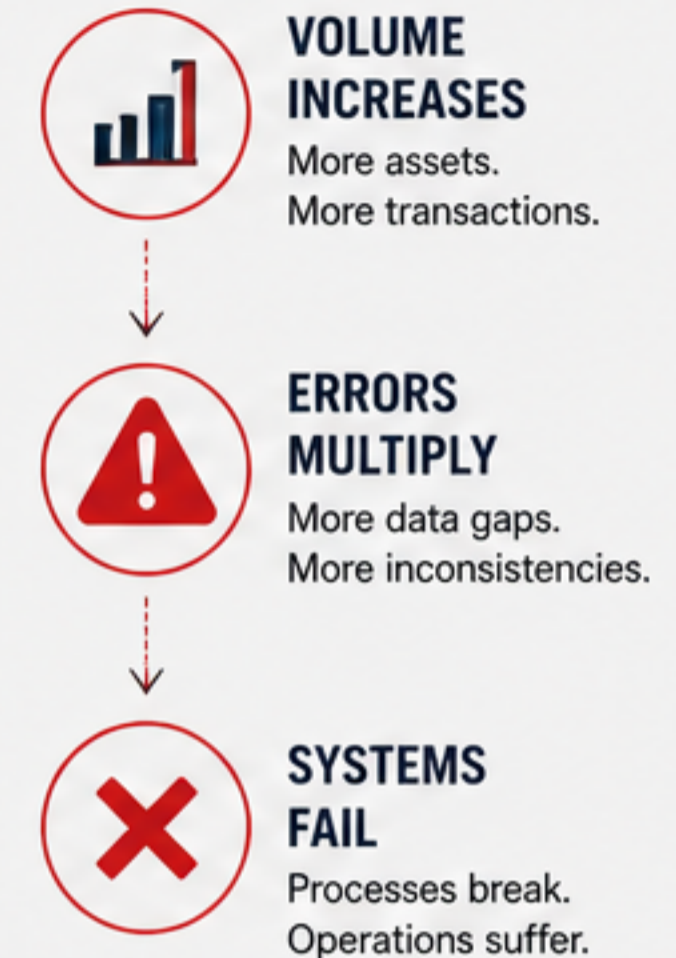 VOLUME
INCREASES
More assets.
More transactions.
ERRORS
MULTIPLY
More data gaps.
More inconsistencies.
SYSTEMS
FAIL
Processes break.
Operations suffer.